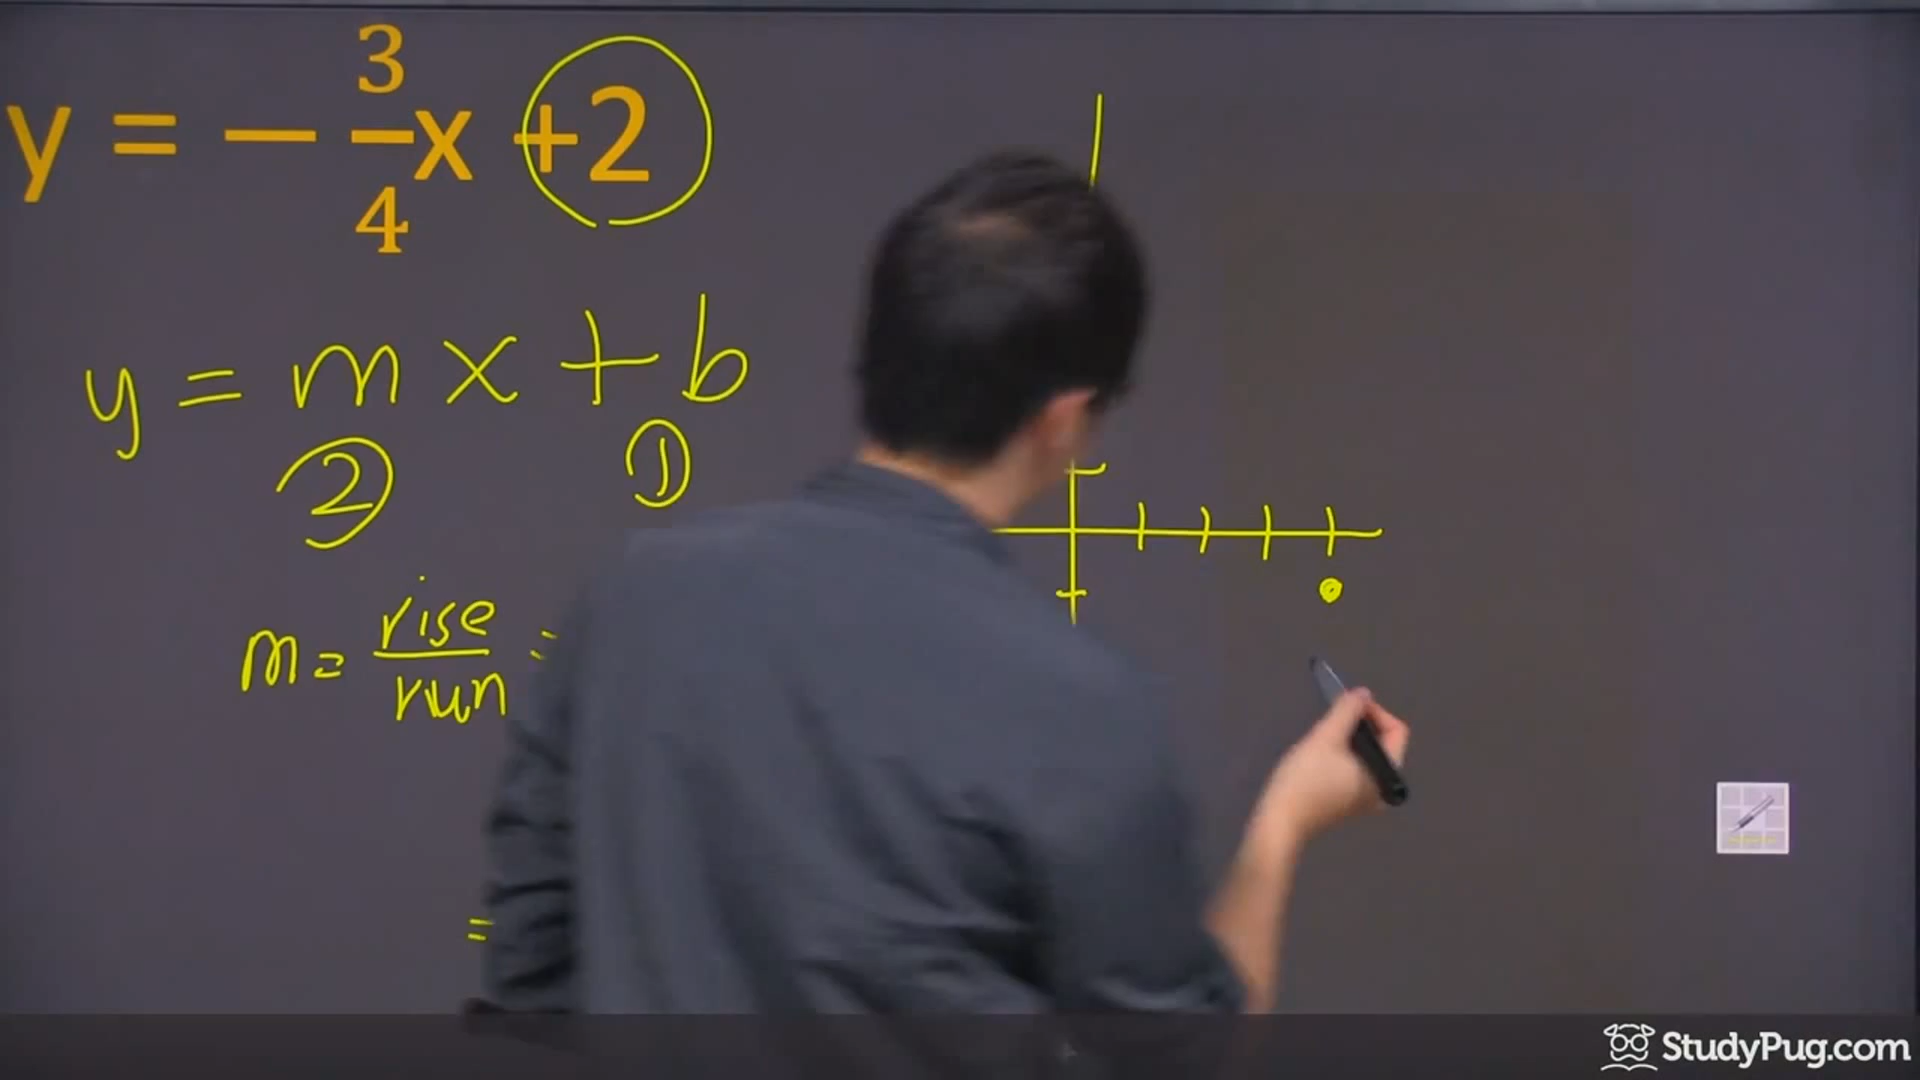 y = − 3/4 x +2
y = m x + b
② ①
m = rise/run =
=
StudyPug.com